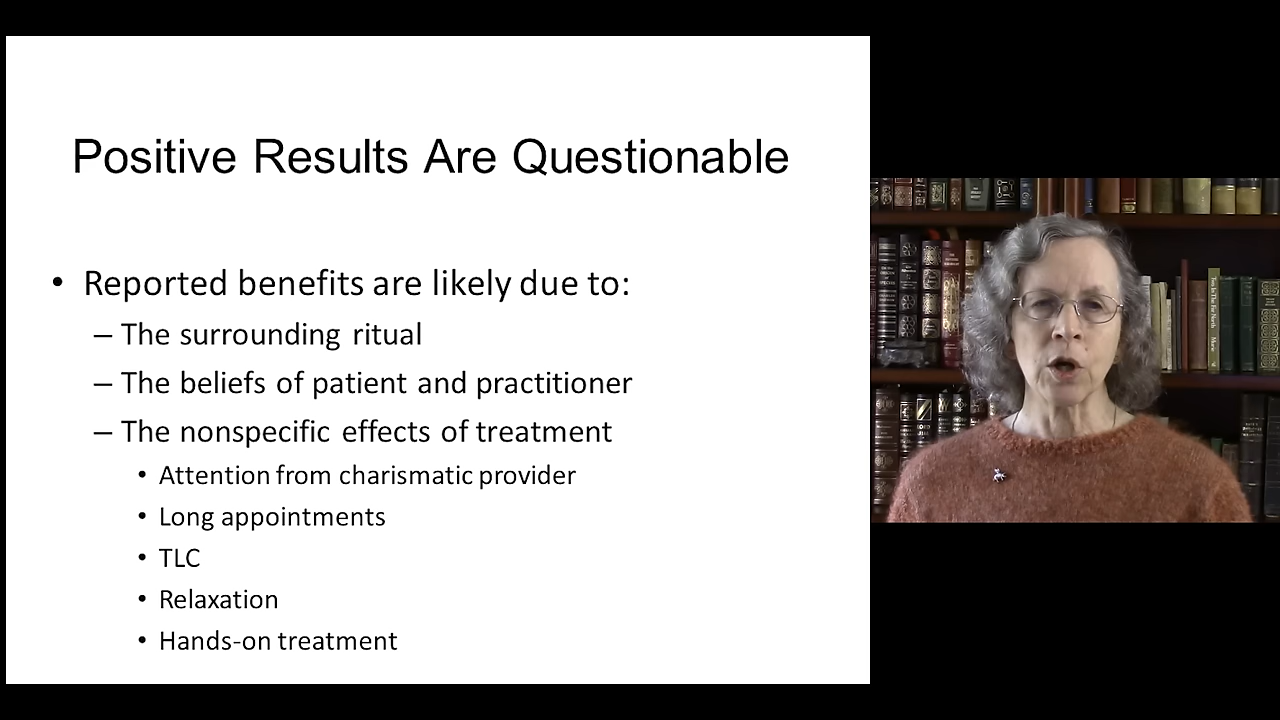 Positive Results Are Questionable
• Reported benefits are likely due to:
– The surrounding ritual
– The beliefs of patient and practitioner
– The nonspecific effects of treatment
• Attention from charismatic provider
• Long appointments
• TLC
• Relaxation
• Hands-on treatment